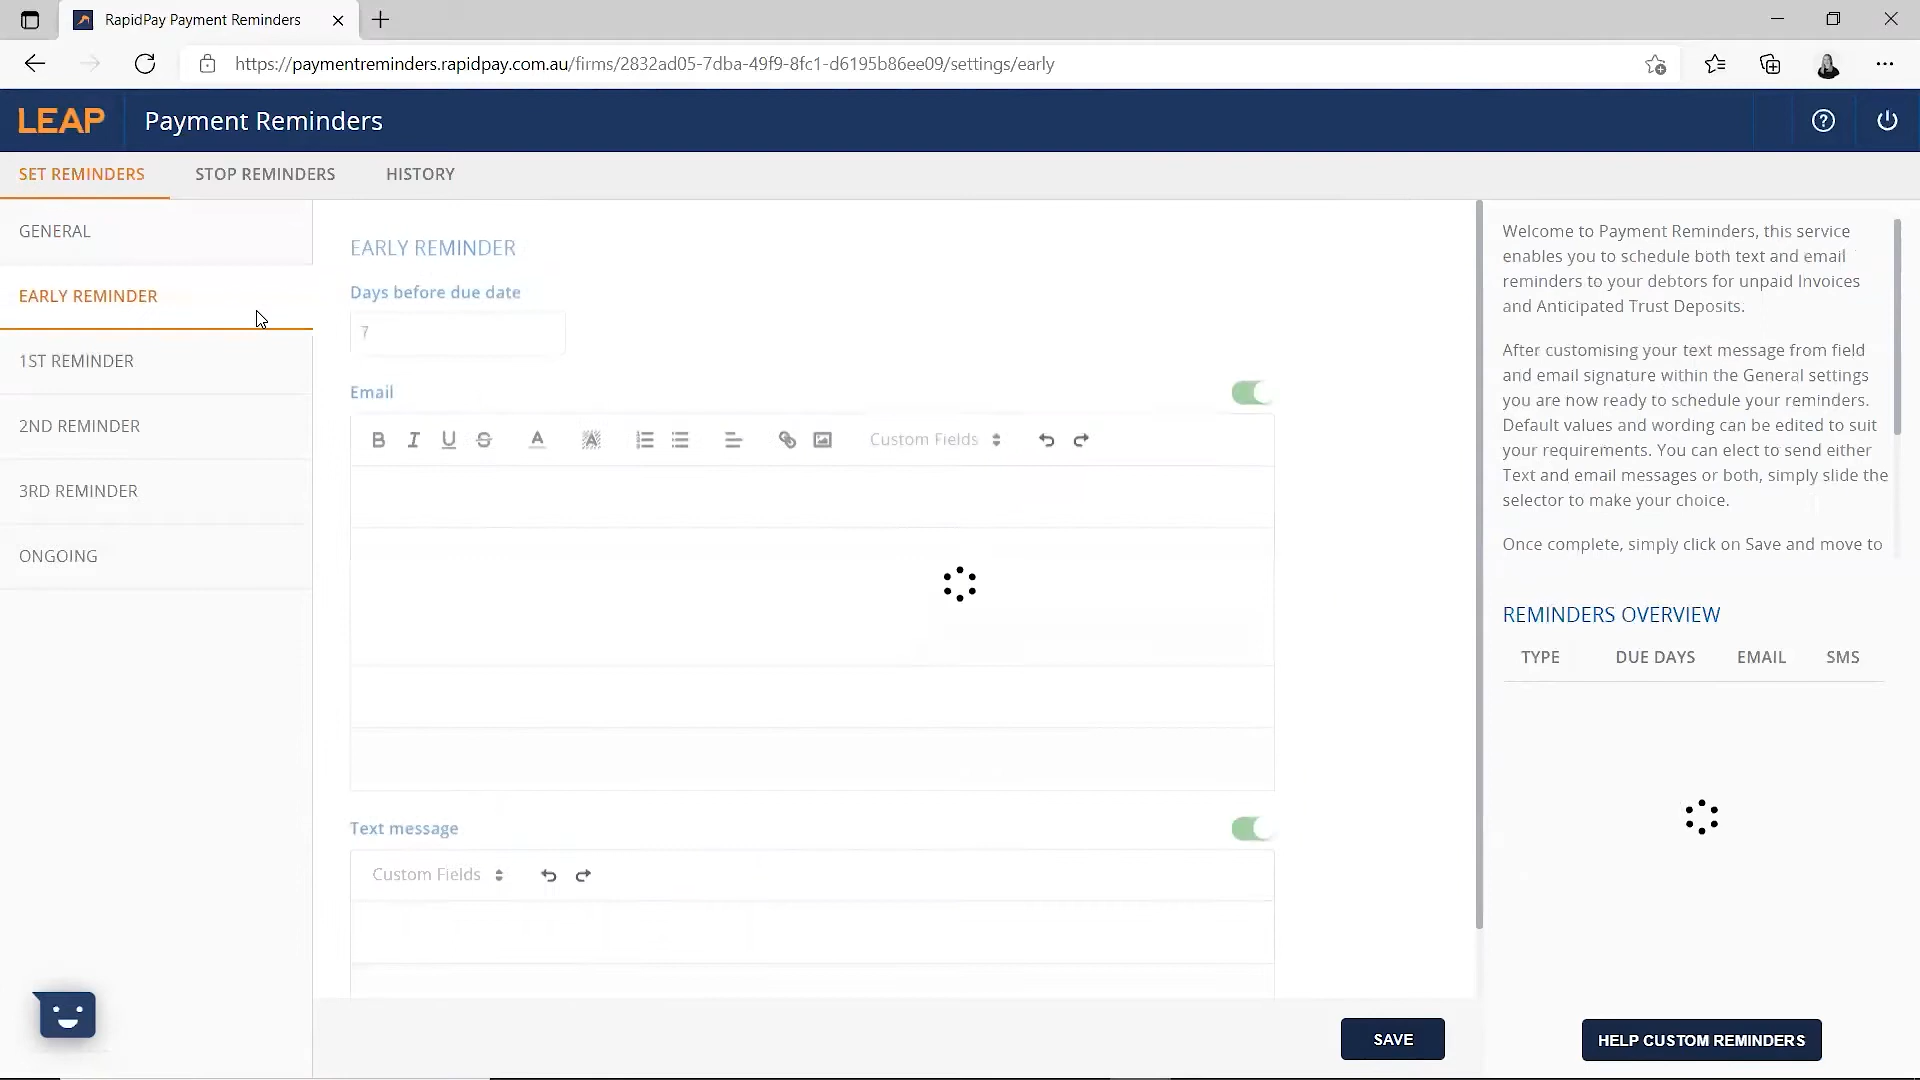 RapidPay Payment Reminders
https://paymentreminders.rapidpay.com.au/firms/2832ad05-7dba-49f9-8fc1-d6195b86ee09/settings/early
LEAP
Payment Reminders
SET REMINDERS
STOP REMINDERS
HISTORY
GENERAL
EARLY REMINDER
1ST REMINDER
2ND REMINDER
3RD REMINDER
ONGOING
EARLY REMINDER
Days before due date
7
Email
Custom Fields
Text message
Custom Fields
SAVE
Welcome to Payment Reminders, this service
enables you to schedule both text and email
reminders to your debtors for unpaid Invoices
and Anticipated Trust Deposits.
After customising your text message from field
and email signature within the General settings
you are now ready to schedule your reminders.
Default values and wording can be edited to suit
your requirements. You can elect to send either
Text and email messages or both, simply slide the
selector to make your choice.
Once complete, simply click on Save and move to
REMINDERS OVERVIEW
TYPE DUE DAYS EMAIL SMS
HELP CUSTOM REMINDERS